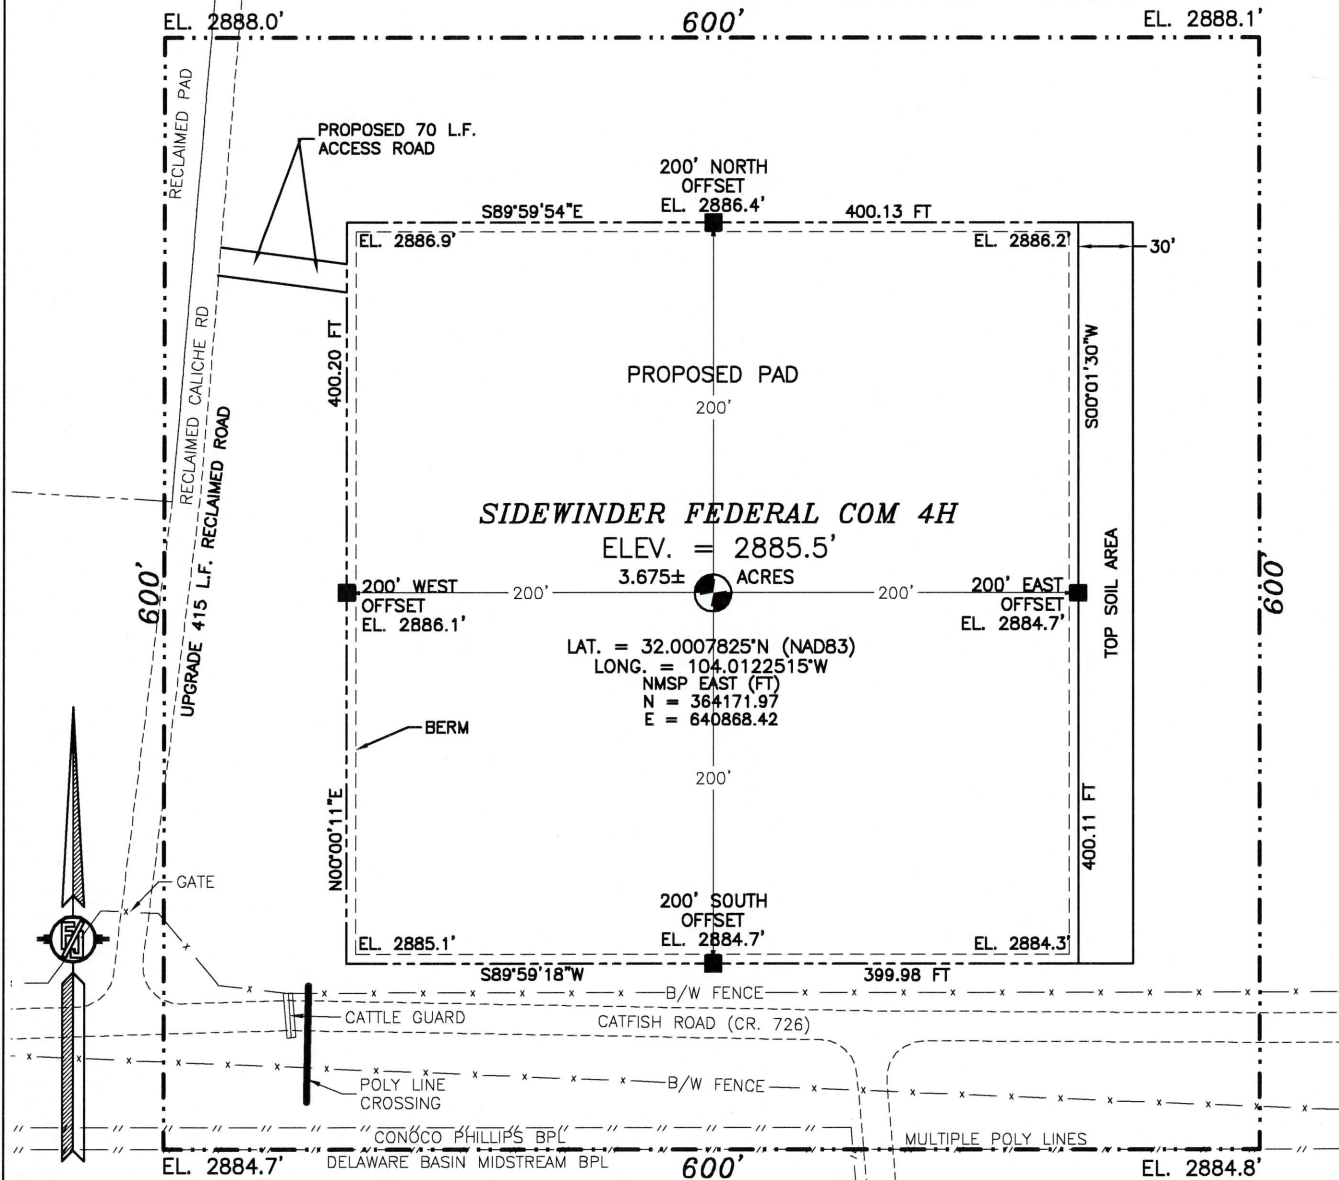 EL. 2888.0'
600'
EL. 2888.1'
RECLAIMED PAD
PROPOSED 70 L.F.
ACCESS ROAD
200' NORTH
OFFSET
EL. 2886.4'
S89°59'54"E
400.13 FT
EL. 2886.9'
EL. 2886.2'
30'
RECLAIMED CALICHE RD
400.20 FT
S00°01'30"W
PROPOSED PAD
200'
UPGRADE 415 L.F. RECLAIMED ROAD
SIDEWINDER FEDERAL COM 4H
ELEV. = 2885.5'
3.675± ACRES
600'
200' WEST
OFFSET
EL. 2886.1'
200'
200'
200' EAST
OFFSET
EL. 2884.7'
TOP SOIL AREA
600'
LAT. = 32.0007825°N (NAD83)
LONG. = 104.0122515°W
NMSP EAST (FT)
N = 364171.97
E = 640868.42
BERM
200'
N00°00'11"E
400.11 FT
GATE
200' SOUTH
OFFSET
EL. 2884.7'
EL. 2885.1'
EL. 2884.3'
S89°59'18"W
399.98 FT
B/W FENCE
CATTLE GUARD
CATFISH ROAD (CR. 726)
POLY LINE
CROSSING
B/W FENCE
CONOCO PHILLIPS BPL
MULTIPLE POLY LINES
EL. 2884.7'
DELAWARE BASIN MIDSTREAM BPL
600'
EL. 2884.8'